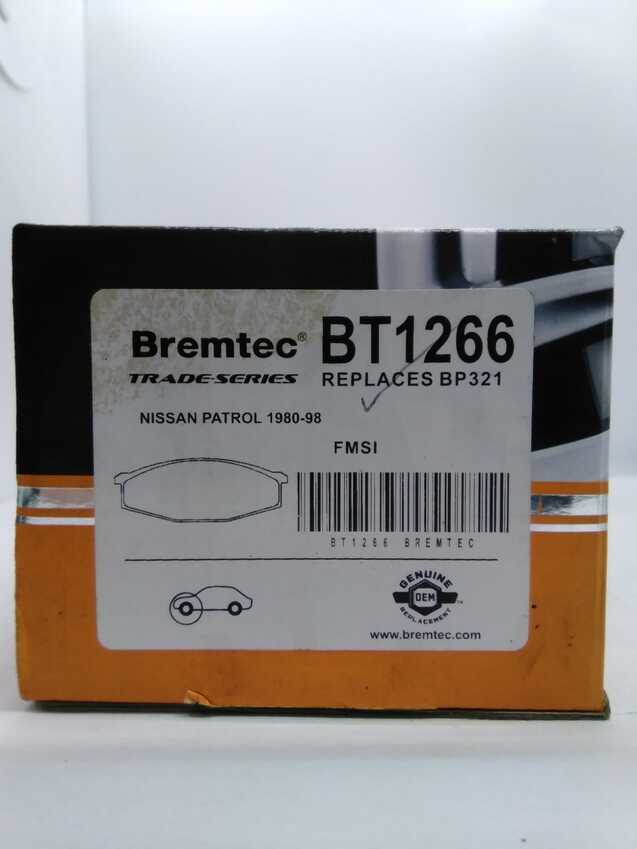 Bremtec® BT1266
TRADE-SERIES REPLACES BP321
NISSAN PATROL 1980-98
FMSI
BT1266 BREMTEC
GENUINE
OEM
REPLACEMENT
™
www.bremtec.com